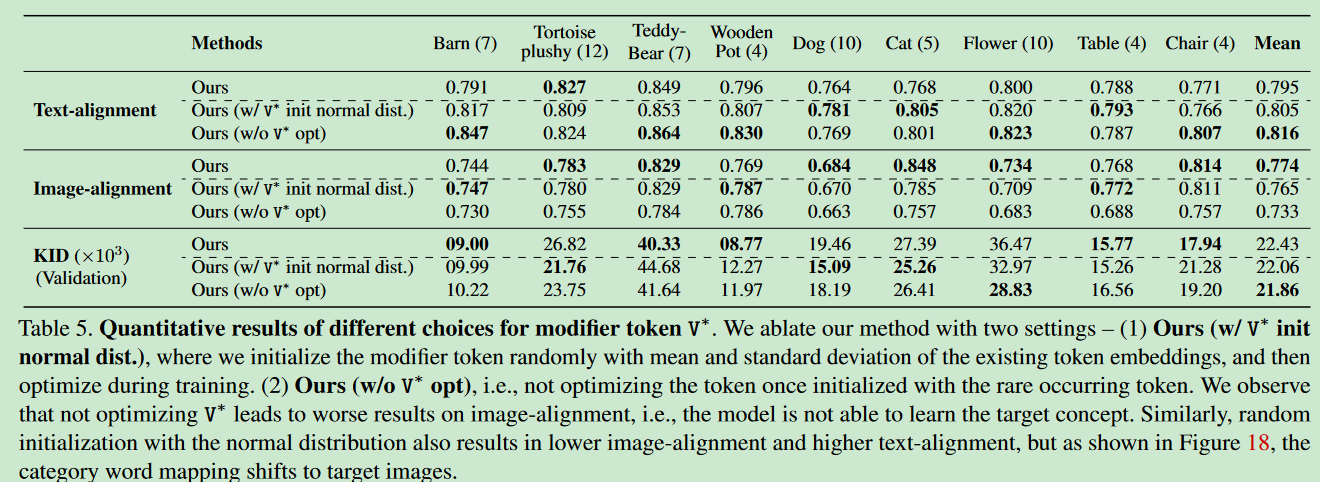 Methods Barn (7) Tortoise plushy (12) Teddy-Bear (7) Wooden Pot (4) Dog (10) Cat (5) Flower (10) Table (4) Chair (4) Mean
Text-alignment
Ours 0.791 0.827 0.849 0.796 0.764 0.768 0.800 0.788 0.771 0.795
Ours (w/ V* init normal dist.) 0.817 0.809 0.853 0.807 0.781 0.805 0.820 0.793 0.766 0.805
Ours (w/o V* opt) 0.847 0.824 0.864 0.830 0.769 0.801 0.823 0.787 0.807 0.816
Image-alignment
Ours 0.744 0.783 0.829 0.769 0.684 0.848 0.734 0.768 0.814 0.774
Ours (w/ V* init normal dist.) 0.747 0.780 0.829 0.787 0.670 0.785 0.709 0.772 0.811 0.765
Ours (w/o V* opt) 0.730 0.755 0.784 0.786 0.663 0.757 0.683 0.688 0.757 0.733
KID (×10³)
(Validation)
Ours 09.00 26.82 40.33 08.77 19.46 27.39 36.47 15.77 17.94 22.43
Ours (w/ V* init normal dist.) 09.99 21.76 44.68 12.27 15.09 25.26 32.97 15.26 21.28 22.06
Ours (w/o V* opt) 10.22 23.75 41.64 11.97 18.19 26.41 28.83 16.56 19.20 21.86
Table 5. Quantitative results of different choices for modifier token V*. We ablate our method with two settings – (1) Ours (w/ V* init
normal dist.), where we initialize the modifier token randomly with mean and standard deviation of the existing token embeddings, and then
optimize during training. (2) Ours (w/o V* opt), i.e., not optimizing the token once initialized with the rare occurring token. We observe
that not optimizing V* leads to worse results on image-alignment, i.e., the model is not able to learn the target concept. Similarly, random
initialization with the normal distribution also results in lower image-alignment and higher text-alignment, but as shown in Figure 18, the
category word mapping shifts to target images.